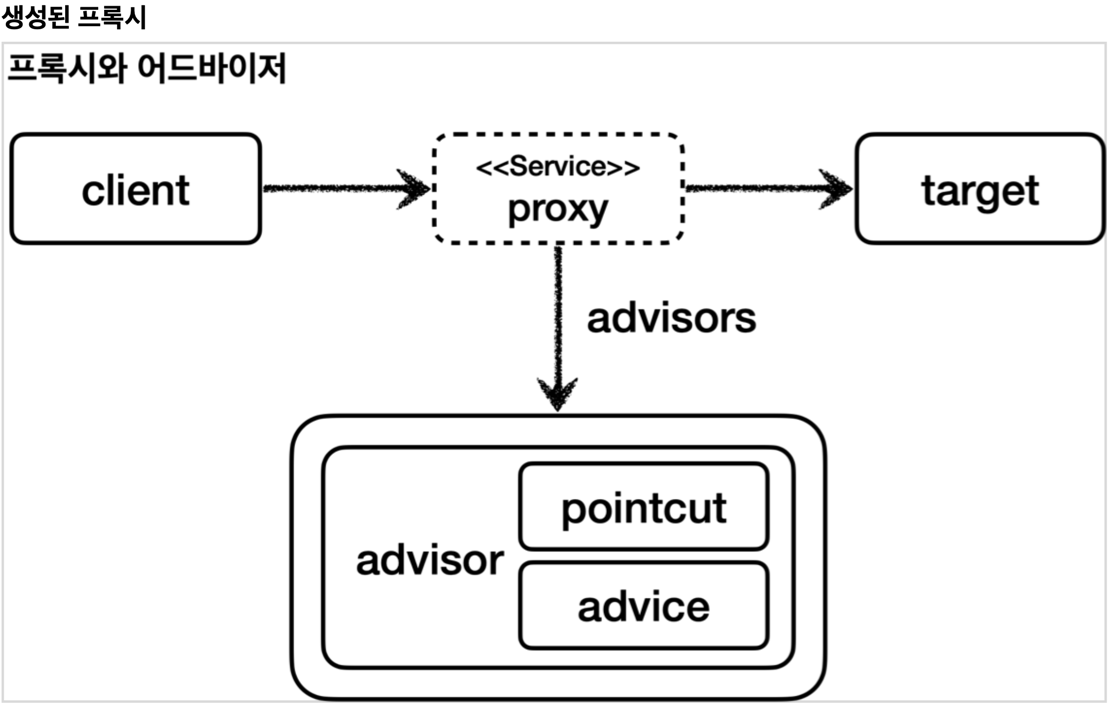 생성된 프록시
프록시와 어드바이저
client
<<Service>>
proxy
target
advisors
pointcut
advisor
advice